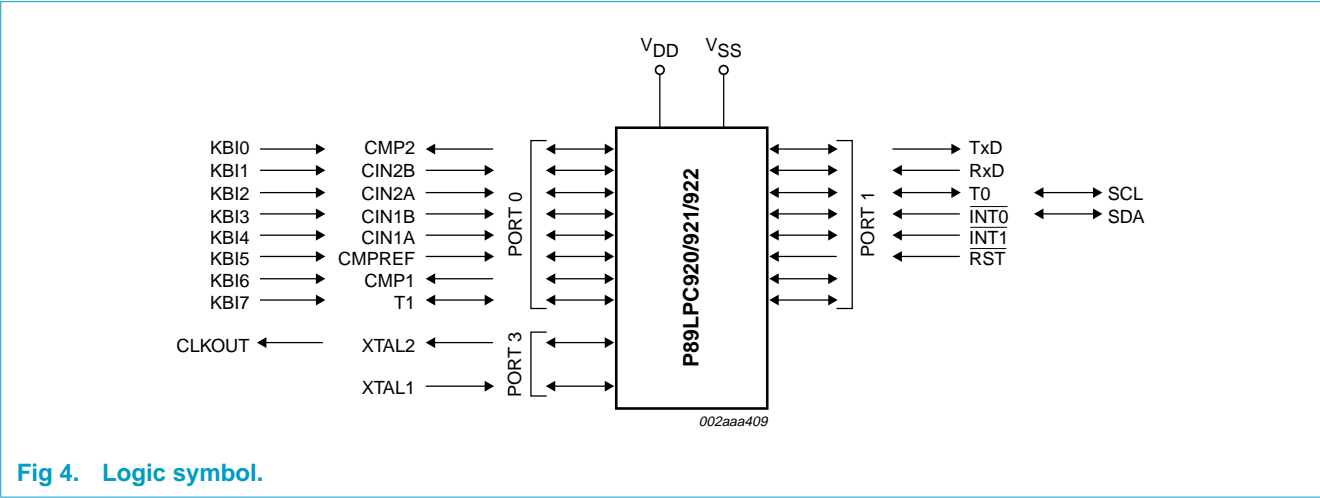 VDD VSS
KBI0 CMP2 TxD
KBI1 CIN2B RxD
KBI2 CIN2A T0 SCL
KBI3 CIN1B INT0 SDA
KBI4 CIN1A INT1
KBI5 CMPREF RST
KBI6 CMP1
KBI7 T1
PORT 0
P89LPC920/921/922
PORT 1
CLKOUT XTAL2
XTAL1
PORT 3
002aaa409
Fig 4. Logic symbol.